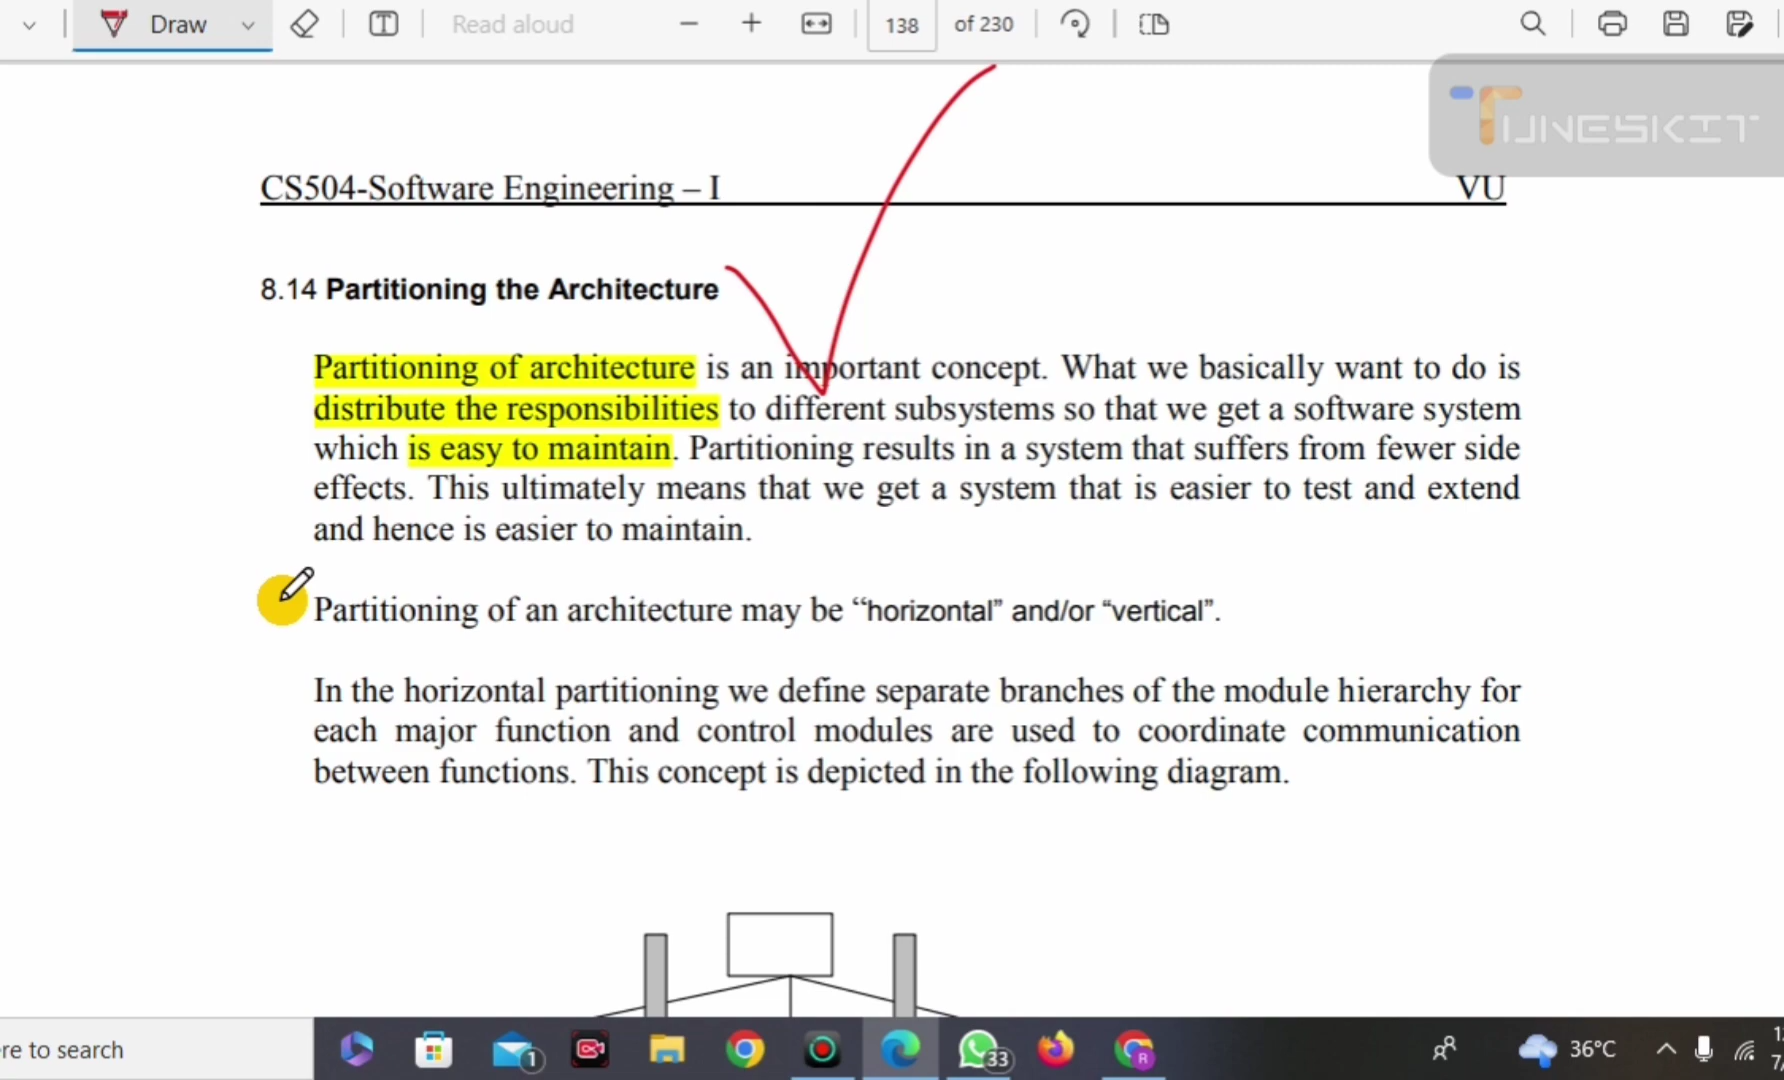 Draw
Read aloud
138 of 230
TUNESKIT
CS504-Software Engineering – I VU
8.14 Partitioning the Architecture
Partitioning of architecture is an important concept. What we basically want to do is
distribute the responsibilities to different subsystems so that we get a software system
which is easy to maintain. Partitioning results in a system that suffers from fewer side
effects. This ultimately means that we get a system that is easier to test and extend
and hence is easier to maintain.
Partitioning of an architecture may be “horizontal” and/or “vertical”.
In the horizontal partitioning we define separate branches of the module hierarchy for
each major function and control modules are used to coordinate communication
between functions. This concept is depicted in the following diagram.
re to search
1
33
R
36°C